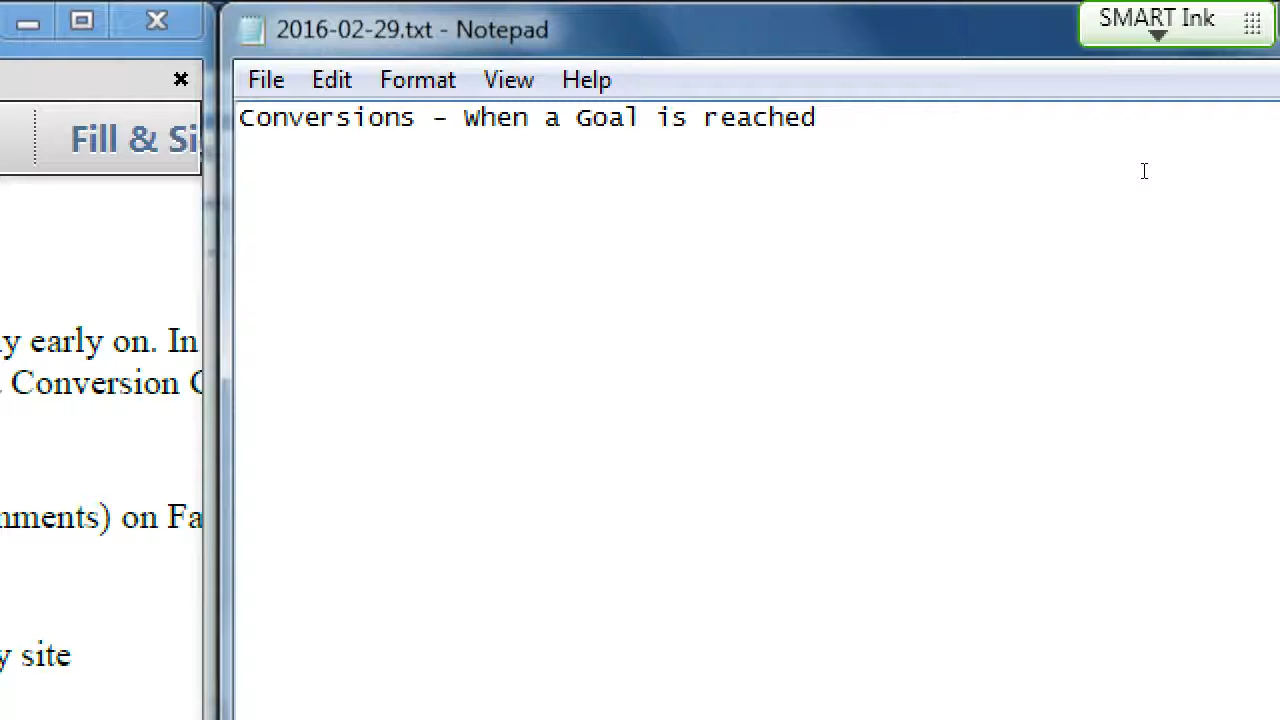 2016-02-29.txt - Notepad
SMART Ink
File Edit Format View Help
Conversions - When a Goal is reached
Fill & Si
y early on. In
Conversion
nments) on Fa
y site